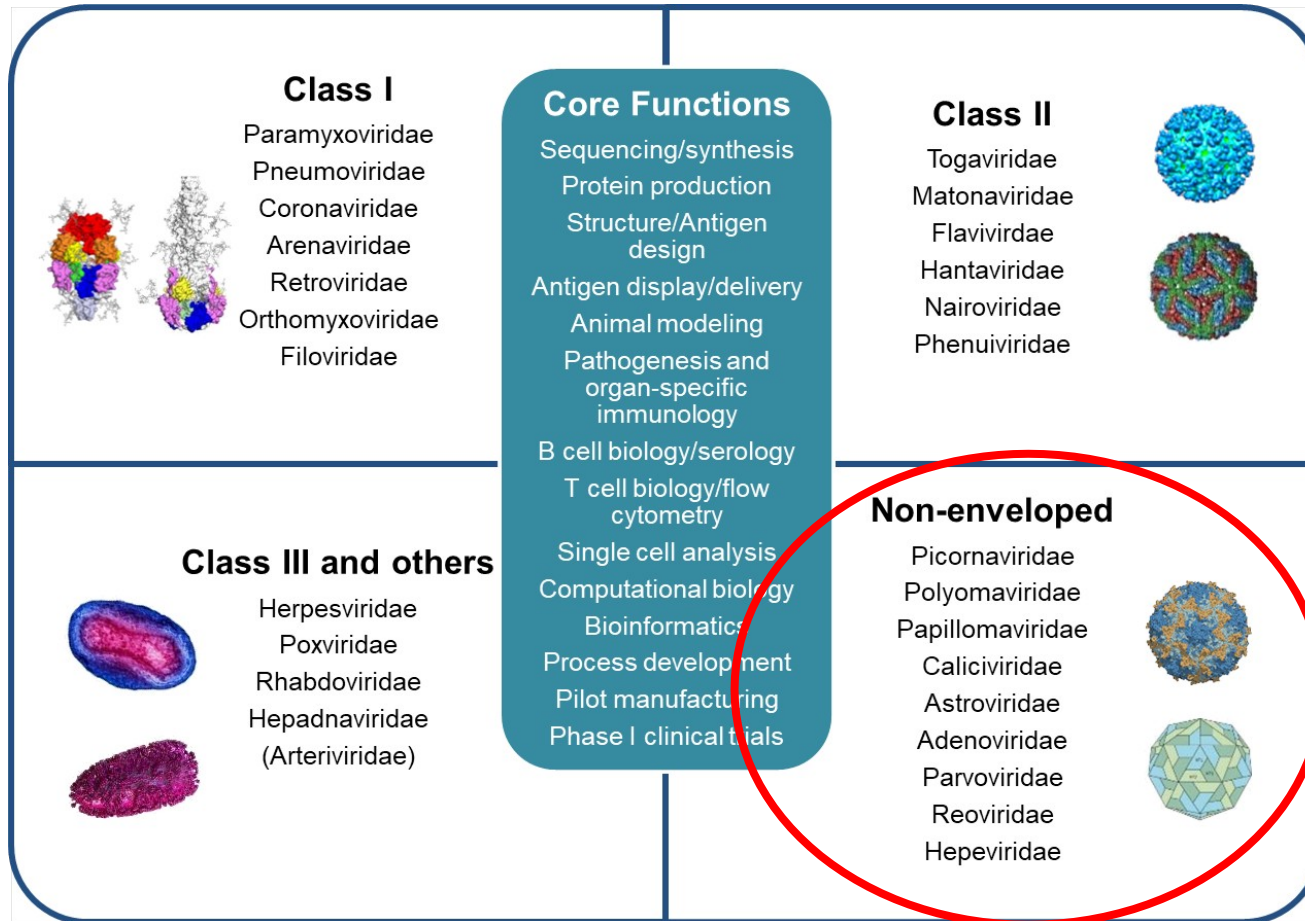 Class I
Paramyxoviridae
Pneumoviridae
Coronaviridae
Arenaviridae
Retroviridae
Orthomyxoviridae
Filoviridae
Core Functions
Sequencing/synthesis
Protein production
Structure/Antigen
design
Antigen display/delivery
Animal modeling
Pathogenesis and
organ-specific
immunology
B cell biology/serology
T cell biology/flow
cytometry
Single cell analysis
Computational biology
Bioinformatics
Process development
Pilot manufacturing
Phase I clinical trials
Class II
Togaviridae
Matonaviridae
Flavivirdae
Hantaviridae
Nairoviridae
Phenuiviridae
Class III and others
Herpesviridae
Poxviridae
Rhabdoviridae
Hepadnaviridae
(Arteriviridae)
Non-enveloped
Picornaviridae
Polyomaviridae
Papillomaviridae
Caliciviridae
Astroviridae
Adenoviridae
Parvoviridae
Reoviridae
Hepeviridae